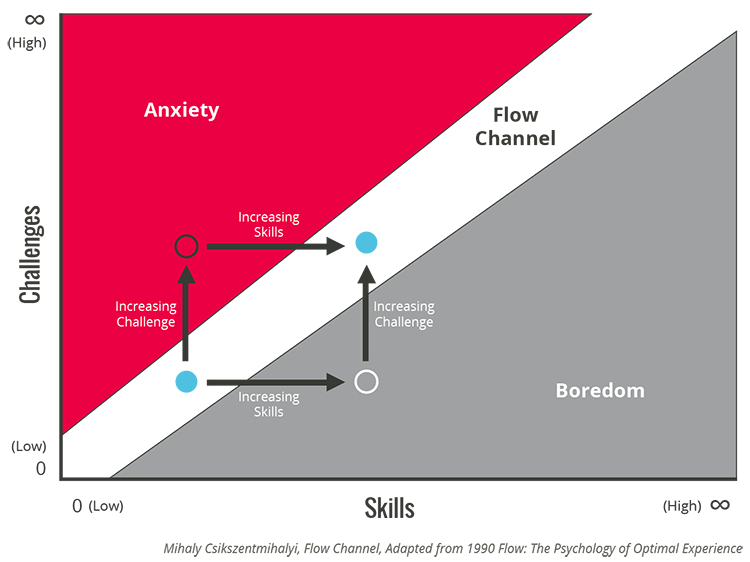 ∞
(High)
Anxiety
Flow
Channel
Challenges
Increasing
Skills
Increasing
Challenge
Increasing
Challenge
Increasing
Skills
Boredom
(Low)
0
0 (Low)
Skills
(High) ∞
Mihaly Csikszentmihalyi, Flow Channel, Adapted from 1990 Flow: The Psychology of Optimal Experience